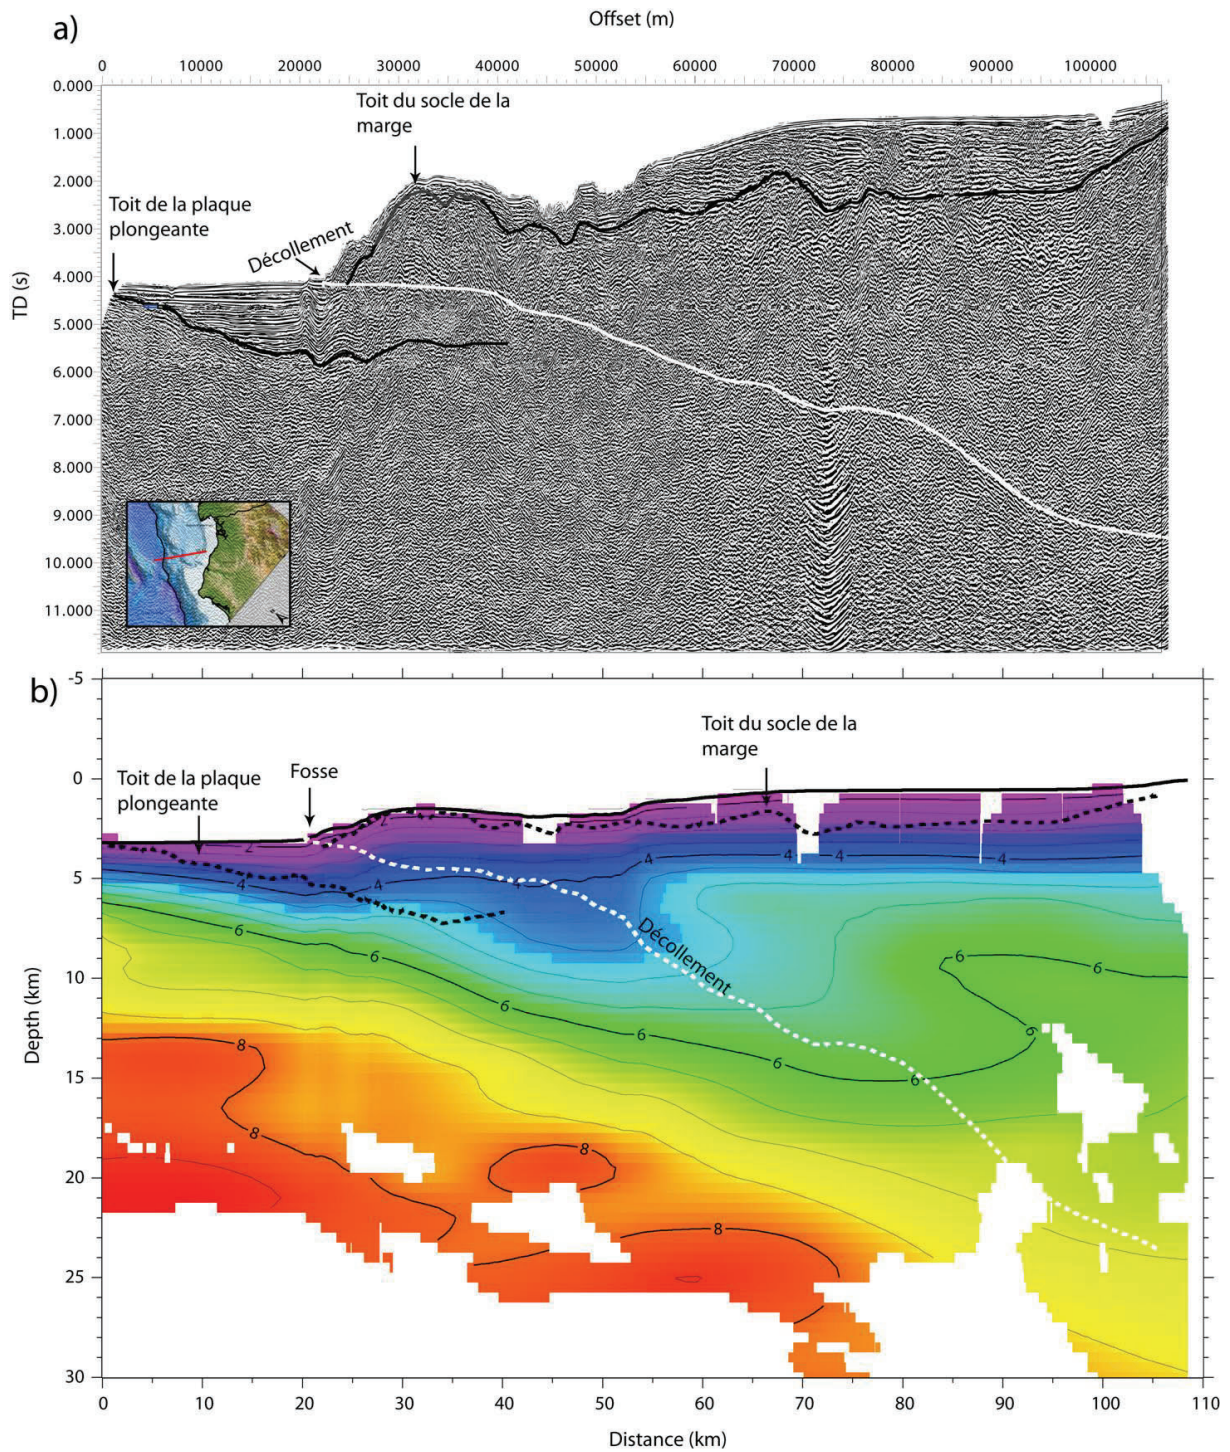 a)
Offset (m)
0 10000 20000 30000 40000 50000 60000 70000 80000 90000 100000
0.000
Toit du socle de la
marge
1.000
2.000
Toit de la plaque
plongeante
3.000
Décollement
4.000
TD (s)
5.000
6.000
7.000
8.000
9.000
10.000
11.000
b)
-5
Toit du socle de la
marge
0
Toit de la plaque
plongeante
Fosse
2
2
4
4
4
4
4
5
Décollement
6
6
6
6
6
6
6
6
10
Depth (km)
8
15
8
8
20
8
25
30
0 10 20 30 40 50 60 70 80 90 100 110
Distance (km)